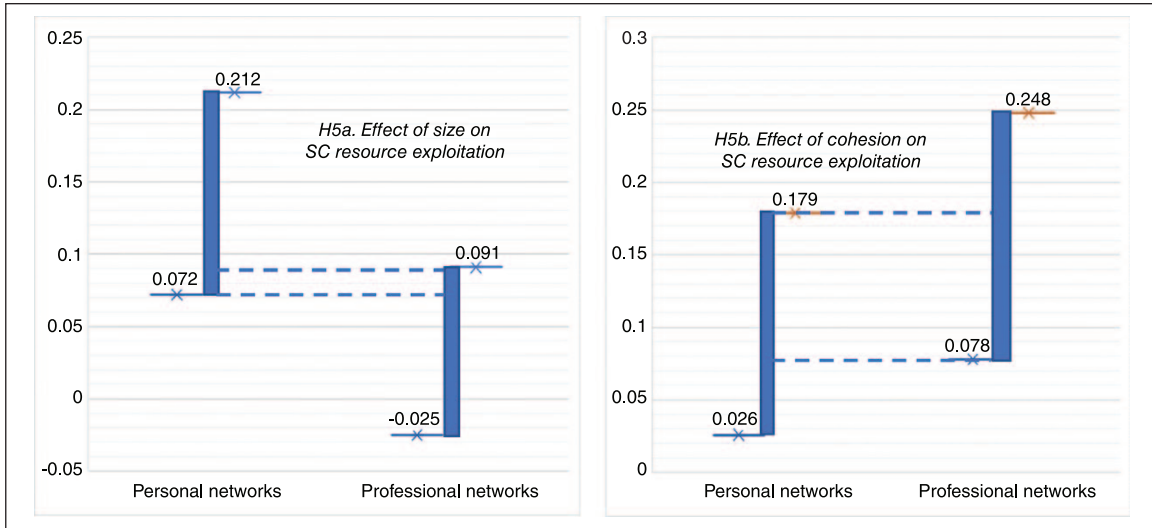 0.25
0.212
0.2
H5a. Effect of size on
SC resource exploitation
0.15
0.1
0.091
0.072
0.05
0
-0.025
-0.05
Personal networks
Professional networks
0.3
0.248
0.25
H5b. Effect of cohesion on
SC resource exploitation
0.2
0.179
0.15
0.1
0.078
0.05
0.026
0
Personal networks
Professional networks